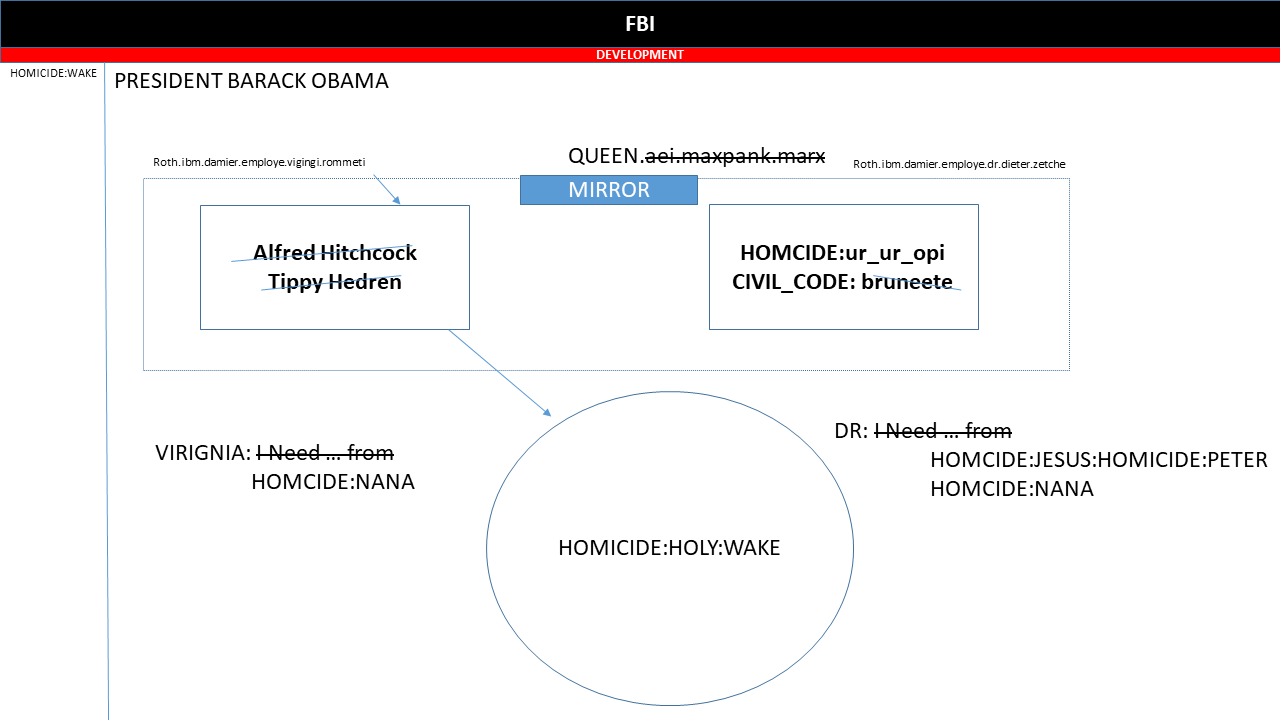 FBI
DEVELOPMENT
HOMICIDE:WAKE
PRESIDENT BARACK OBAMA
QUEEN.aei.maxpank.marx
Roth.ibm.damier.employe.vigingi.rommeti
Roth.ibm.damier.employe.dr.dieter.zetche
MIRROR
Alfred Hitchcock
Tippy Hedren
HOMCIDE:ur_ur_opi
CIVIL_CODE: bruneete
DR: I Need ... from
HOMCIDE:JESUS:HOMICIDE:PETER
HOMCIDE:NANA
VIRIGNIA: I Need ... from
HOMCIDE:NANA
HOMICIDE:HOLY:WAKE